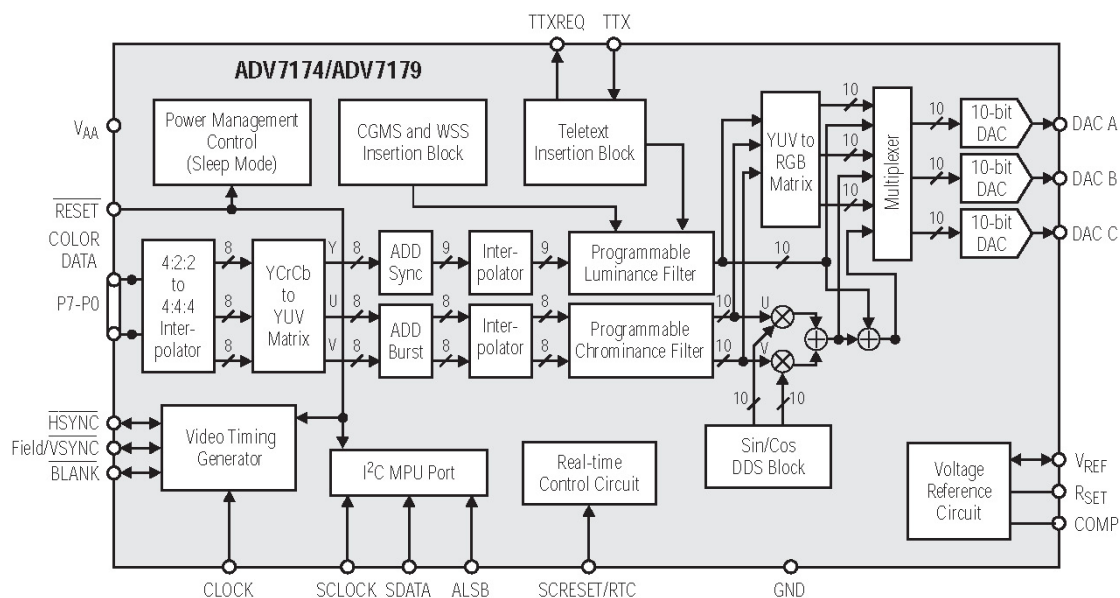 TTXREQ TTX
ADV7174/ADV7179
VAA
Power Management
Control
(Sleep Mode)
CGMS and WSS
Insertion Block
Teletext
Insertion Block
YUV to
RGB
Matrix
10
10
10
Multiplexer
10
10
10
10-bit
DAC
10-bit
DAC
10-bit
DAC
DAC A
DAC B
DAC C
RESET
COLOR
DATA
P7-P0
4:2:2
to
4:4:4
Inter-
polator
8
8
8
YCrCb
to
YUV
Matrix
Y
U
V
8
8
8
ADD
Sync
9
Inter-
polator
9
Programmable
Luminance Filter
10
ADD
Burst
8
8
Inter-
polator
8
8
Programmable
Chrominance Filter
10
10
U
V
10
10
Sin/Cos
DDS Block
HSYNC
Field/VSYNC
BLANK
Video Timing
Generator
I²C MPU Port
Real-time
Control Circuit
Voltage
Reference
Circuit
VREF
RSET
COMP
CLOCK SCLOCK SDATA ALSB SCRESET/RTC GND